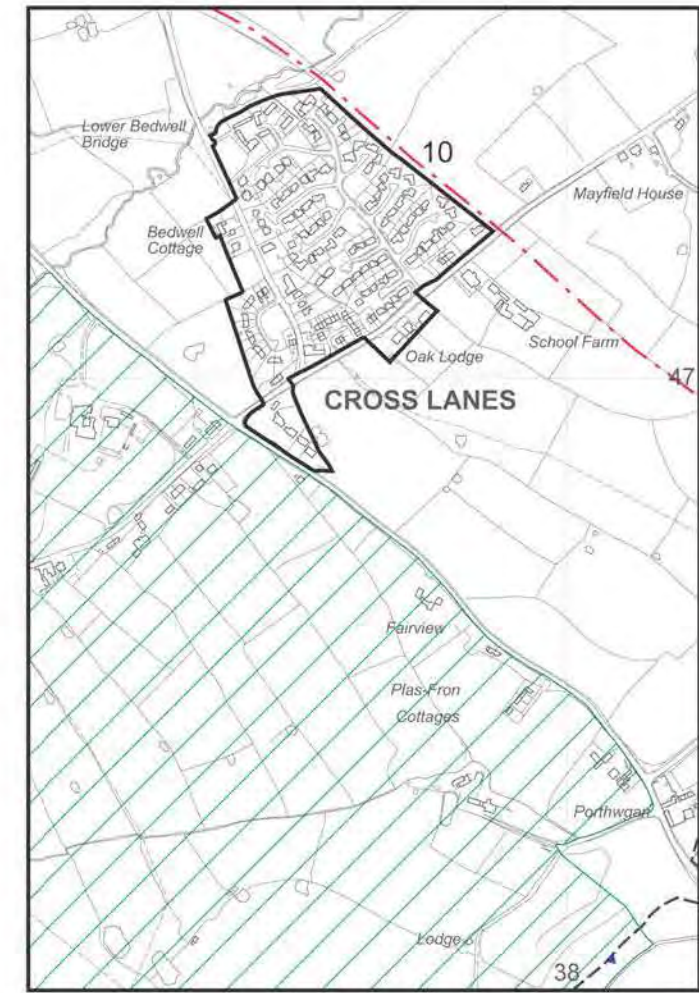 Lower Bedwell
Bridge
10
Mayfield House
Bedwell
Cottage
School Farm
Oak Lodge
47
CROSS LANES
Fairview
Plas-Fron
Cottages
Porthwgan
Lodge
38